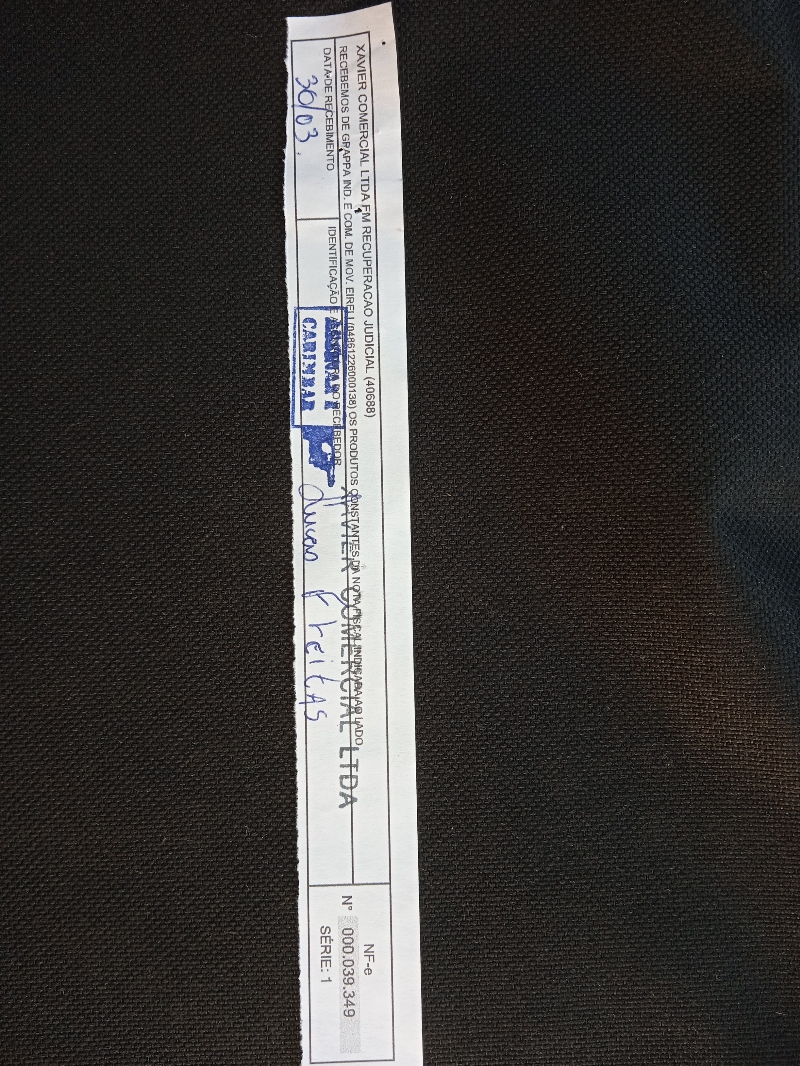 XAVIER COMERCIAL LTDA EM RECUPERACAO JUDICIAL (40688)
RECEBEMOS DE GRAPPA IND. E COM. DE MOV. EIRELI (04861226000138) OS PRODUTOS CONSTANTES DA NOTA FISCAL INDICADA AO LADO
DATA DE RECEBIMENTO
30/03
IDENTIFICAÇÃO E ASSINATURA DO RECEBEDOR
CARIMBAR
XAVIER COMERCIAL LTDA
Freitas
NF-e
N° 000.039.349
SÉRIE: 1